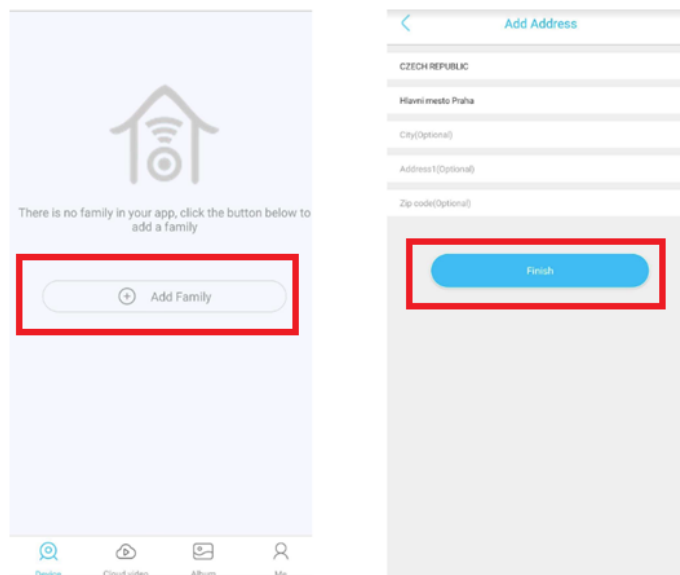 There is no family in your app, click the button below to
add a family
Add Family
Device
Cloud video
Album
Me
Add Address
CZECH REPUBLIC
Hlavni mesto Praha
City(Optional)
Address1(Optional)
Zip code(Optional)
Finish